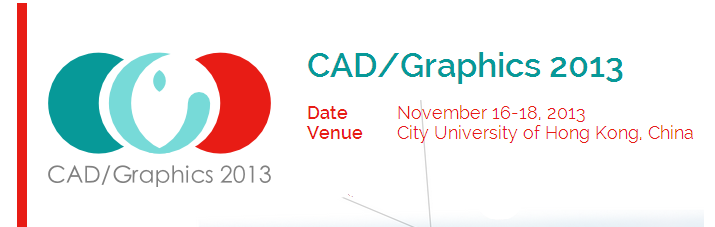 CAD/Graphics 2013
Date November 16-18, 2013
Venue City University of Hong Kong, China
CAD/Graphics 2013